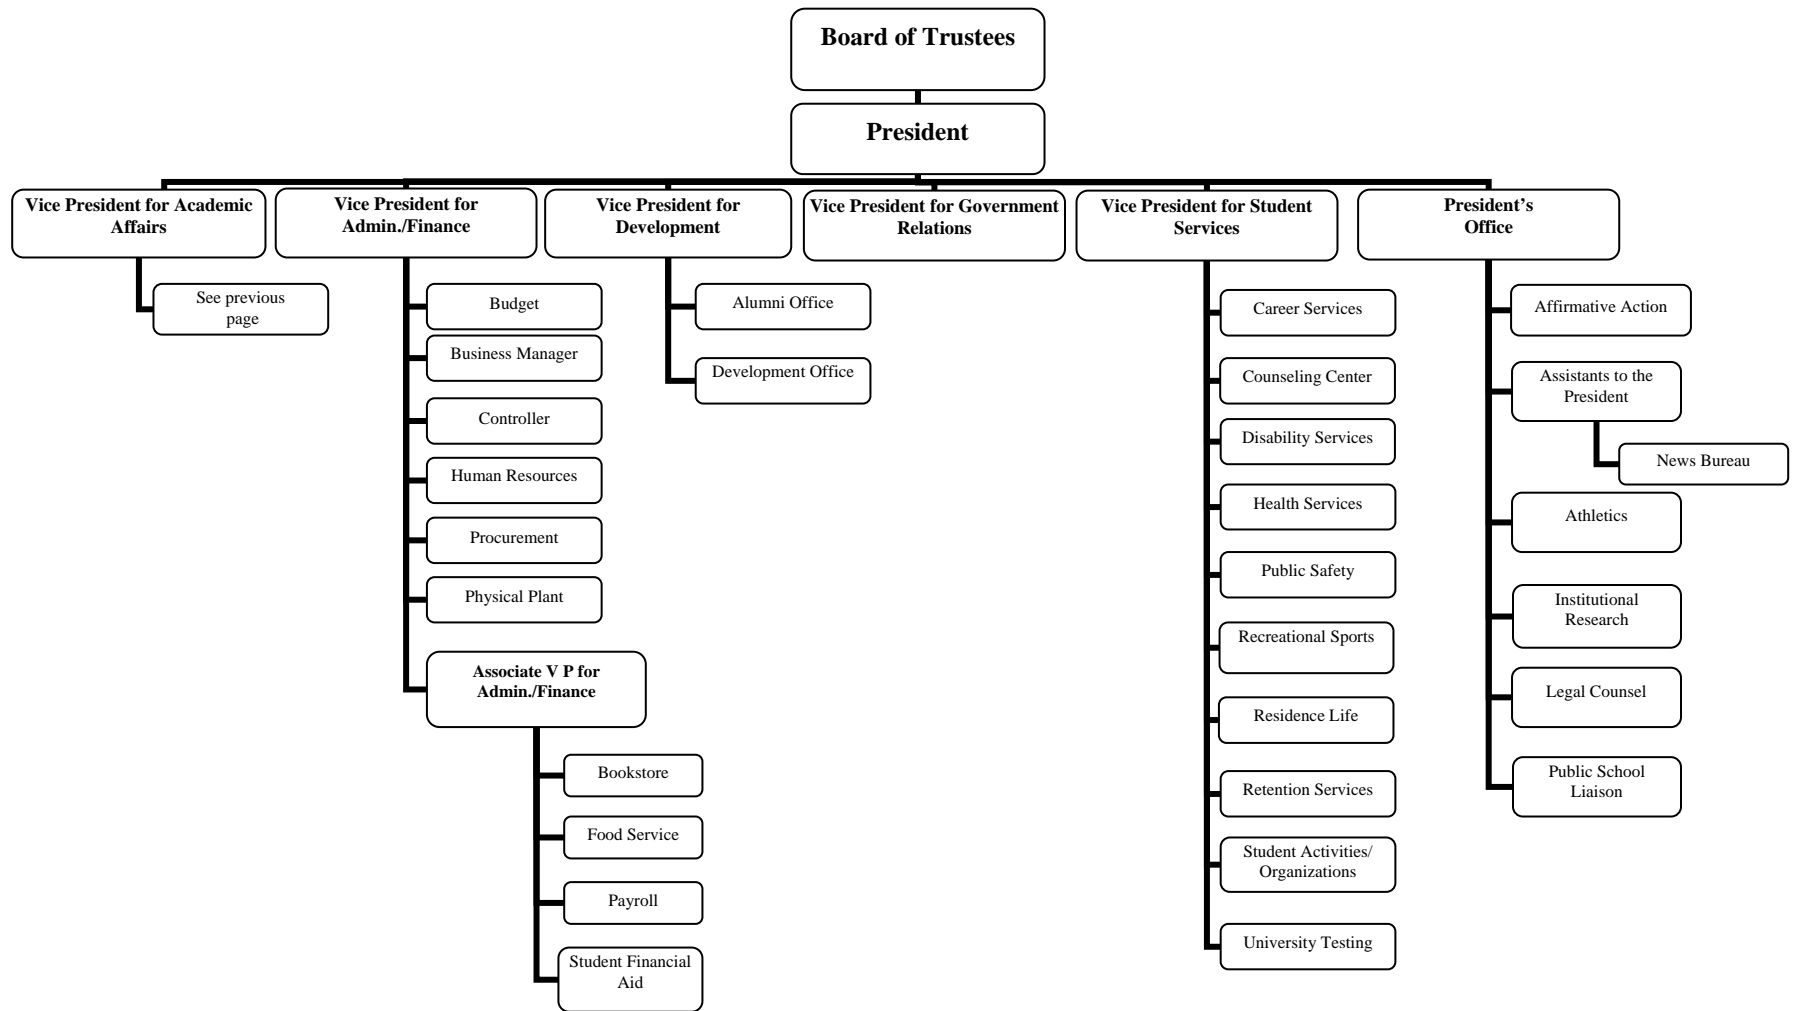 Board of Trustees
President
Vice President for Academic
Affairs
Vice President for
Admin./Finance
Vice President for
Development
Vice President for Government
Relations
Vice President for Student
Services
President’s
Office
See previous
page
Budget
Business Manager
Controller
Human Resources
Procurement
Physical Plant
Associate V P for
Admin./Finance
Bookstore
Food Service
Payroll
Student Financial
Aid
Alumni Office
Development Office
Career Services
Counseling Center
Disability Services
Health Services
Public Safety
Recreational Sports
Residence Life
Retention Services
Student Activities/
Organizations
University Testing
Affirmative Action
Assistants to the
President
News Bureau
Athletics
Institutional
Research
Legal Counsel
Public School
Liaison